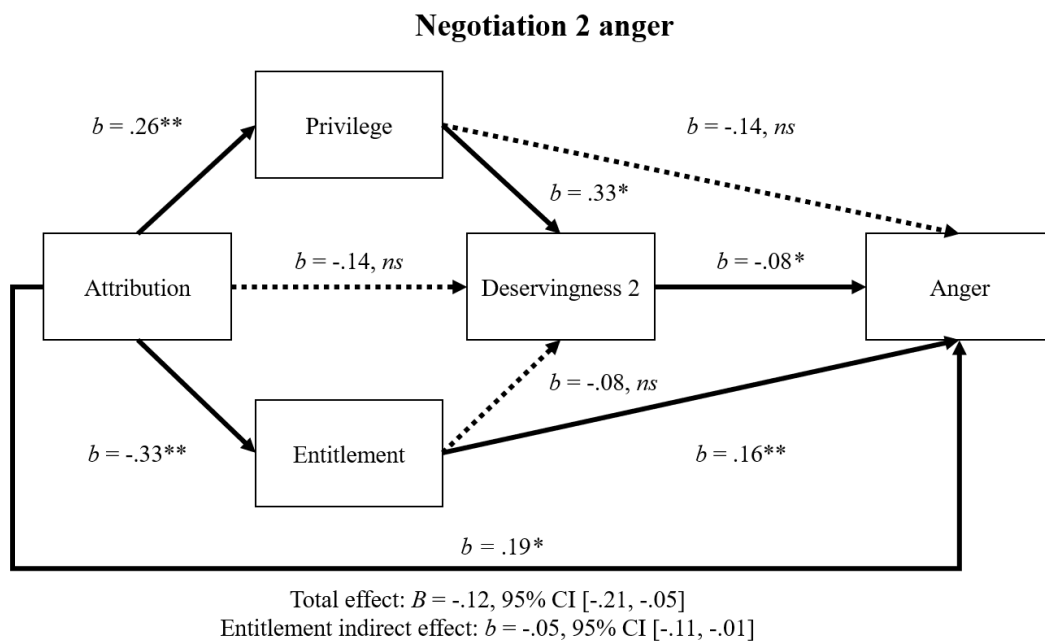 Negotiation 2 anger
b = .26**
Privilege
b = -.14, ns
b = .33*
Attribution
b = -.14, ns
Deservingness 2
b = -.08*
Anger
b = -.08, ns
b = -.33**
Entitlement
b = .16**
b = .19*
Total effect: B = -.12, 95% CI [-.21, -.05]
Entitlement indirect effect: b = -.05, 95% CI [-.11, -.01]